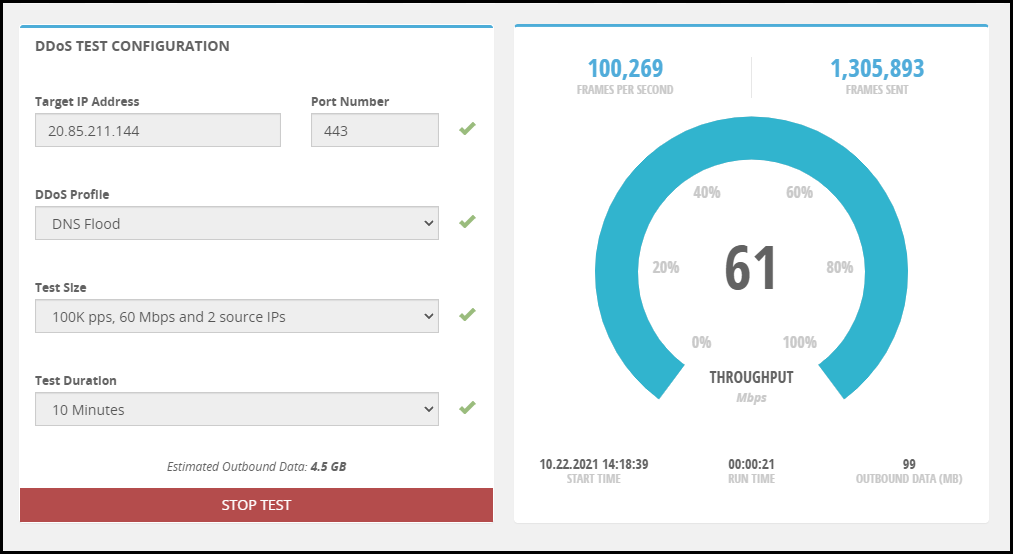 DDoS TEST CONFIGURATION
Target IP Address
Port Number
20.85.211.144
443
DDoS Profile
DNS Flood
Test Size
100K pps, 60 Mbps and 2 source IPs
Test Duration
10 Minutes
Estimated Outbound Data: 4.5 GB
STOP TEST
100,269
FRAMES PER SECOND
1,305,893
FRAMES SENT
40%
60%
20%
61
80%
0%
100%
THROUGHPUT
Mbps
10.22.2021 14:18:39
START TIME
00:00:21
RUN TIME
99
OUTBOUND DATA (MB)